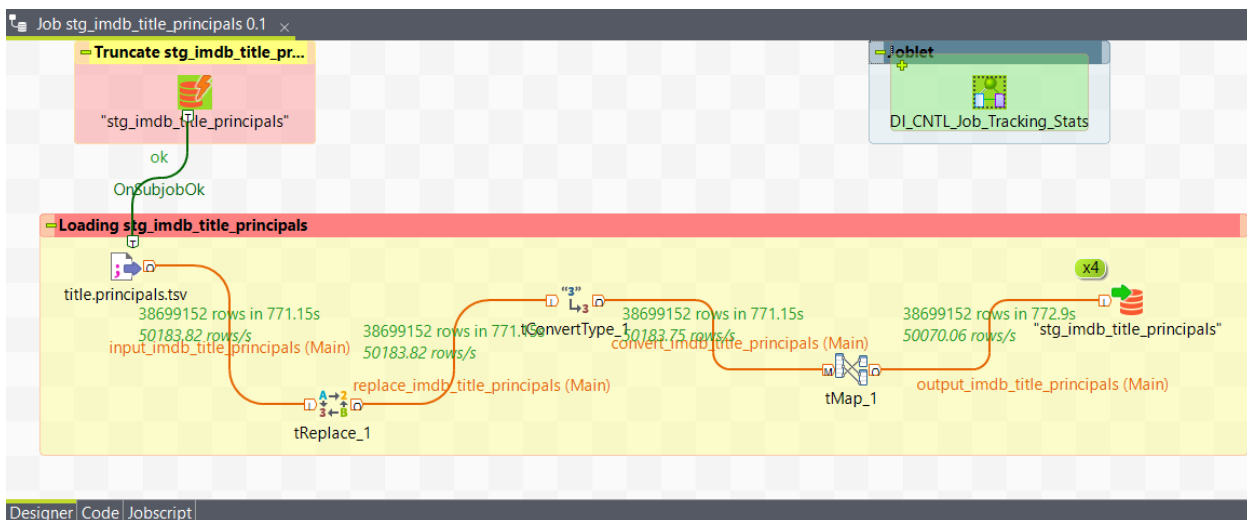 Job stg_imdb_title_principals 0.1
Truncate stg_imdb_title_pr...
Joblet
"stg_imdb_title_principals"
DI_CNTL_Job_Tracking_Stats
ok
OnSubjobOk
Loading stg_imdb_title_principals
title.principals.tsv
38699152 rows in 771.15s
50183.82 rows/s
input_imdb_title_principals (Main)
tReplace_1
38699152 rows in 771.15s
50183.82 rows/s
replace_imdb_title_principals (Main)
"3"
3
tConvertType_1
38699152 rows in 771.15s
50183.75 rows/s
convert_imdb_title_principals (Main)
tMap_1
38699152 rows in 772.9s
50070.06 rows/s
output_imdb_title_principals (Main)
x4
"stg_imdb_title_principals"
Designer Code Jobscript